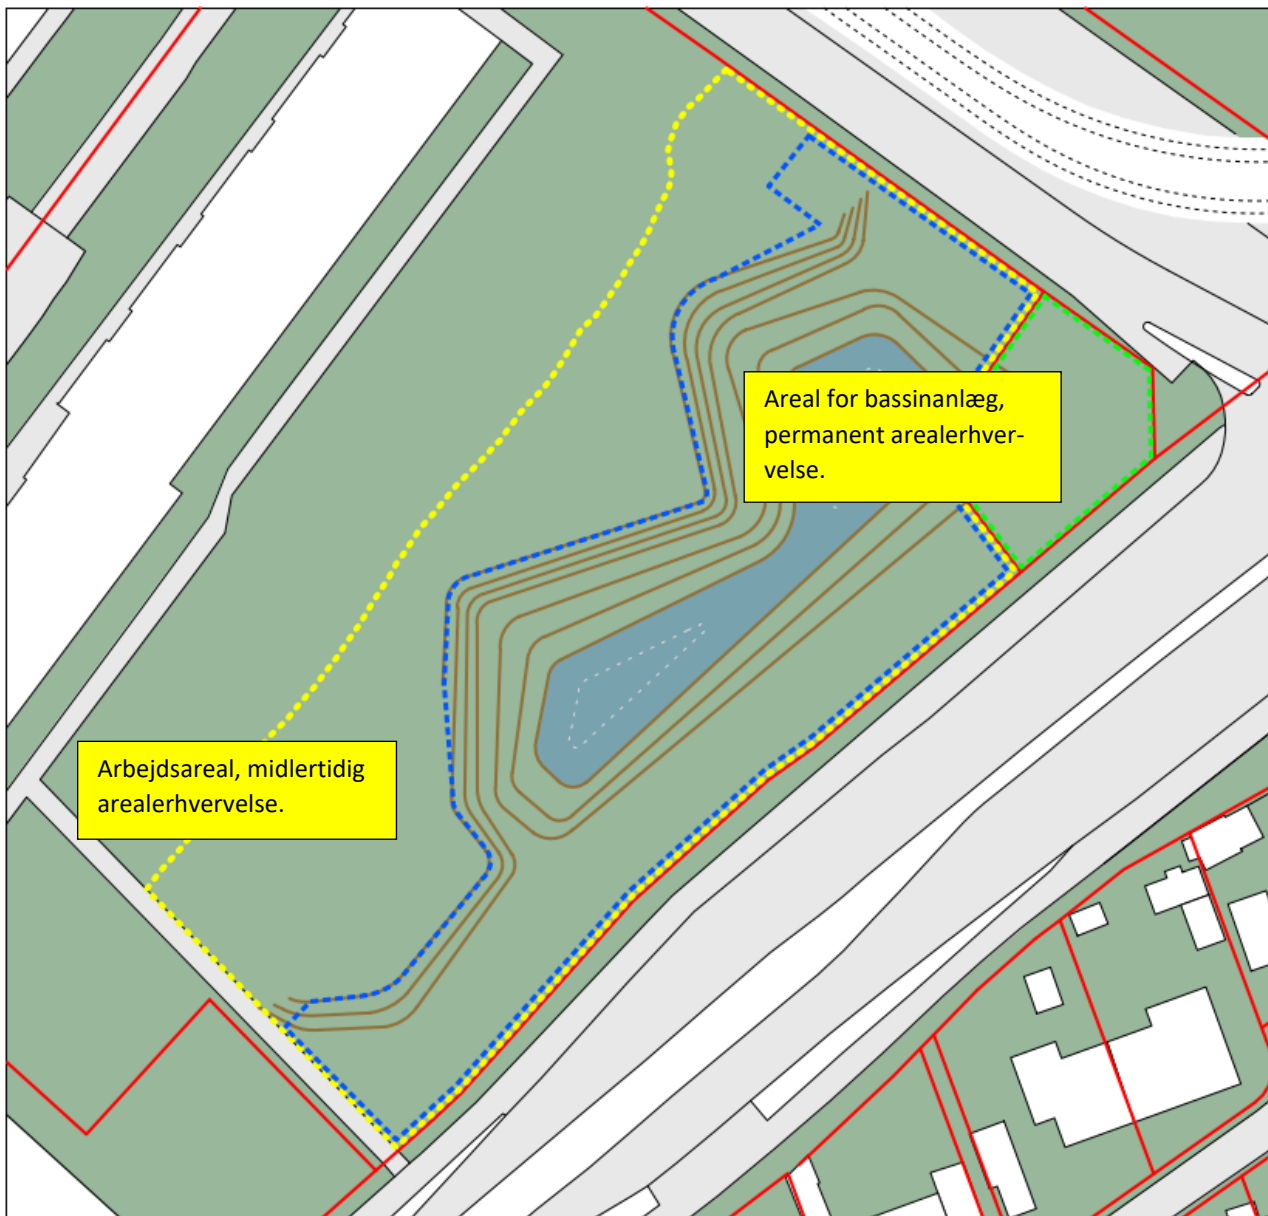 Areal for bassinanlæg,
permanent arealerhver-
velse.
Arbejdsareal, midlertidig
arealerhvervelse.